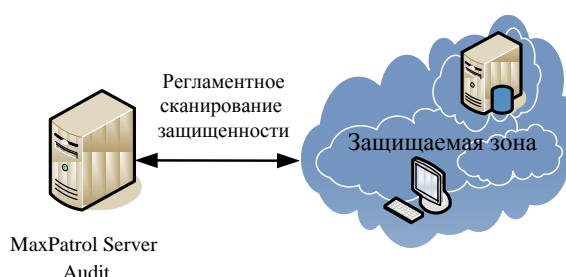 Регламентное
сканирование
защищенности
Защищаемая зона
MaxPatrol Server
Audit